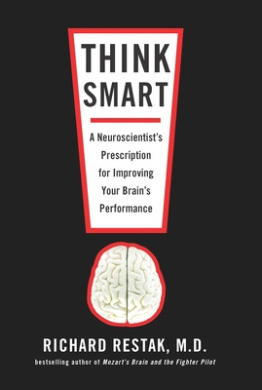 THINK
SMART
A Neuroscientist's
Prescription
for Improving
Your Brain's
Performance
RICHARD RESTAK, M.D.
bestselling author of Mozart's Brain and the Fighter Pilot